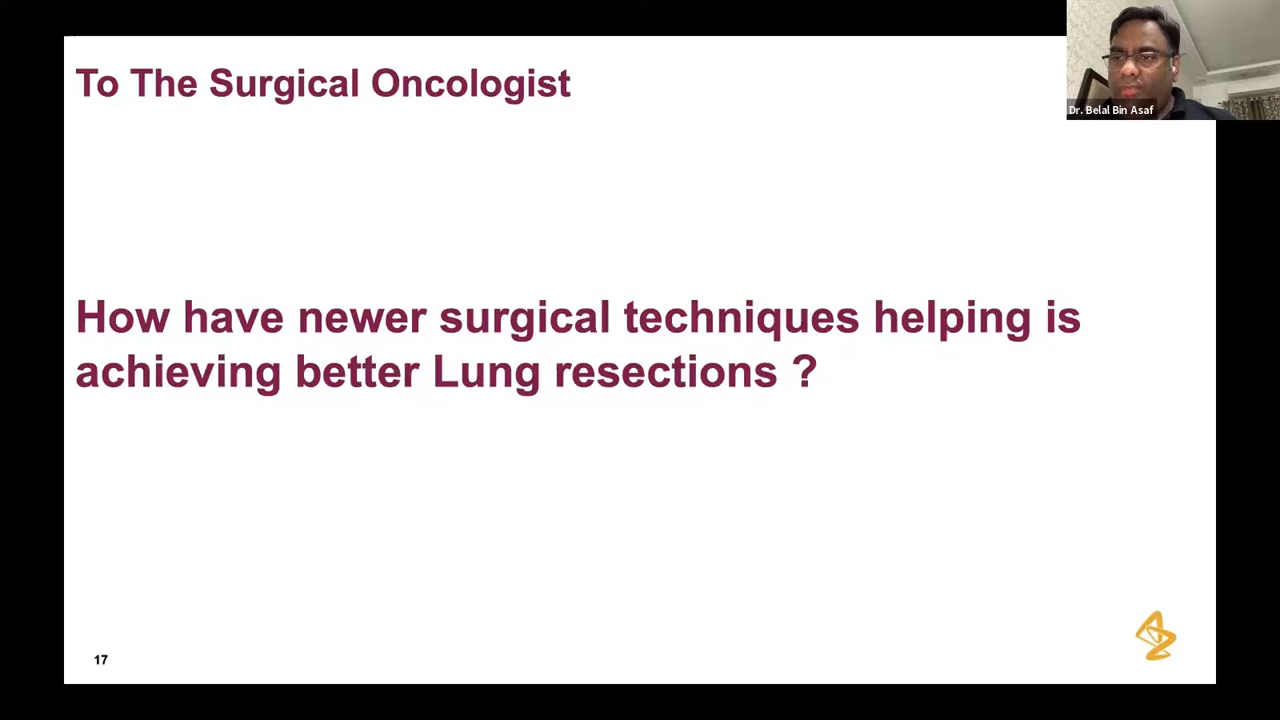 To The Surgical Oncologist
Dr. Belal Bin Asaf
How have newer surgical techniques helping is
achieving better Lung resections ?
17